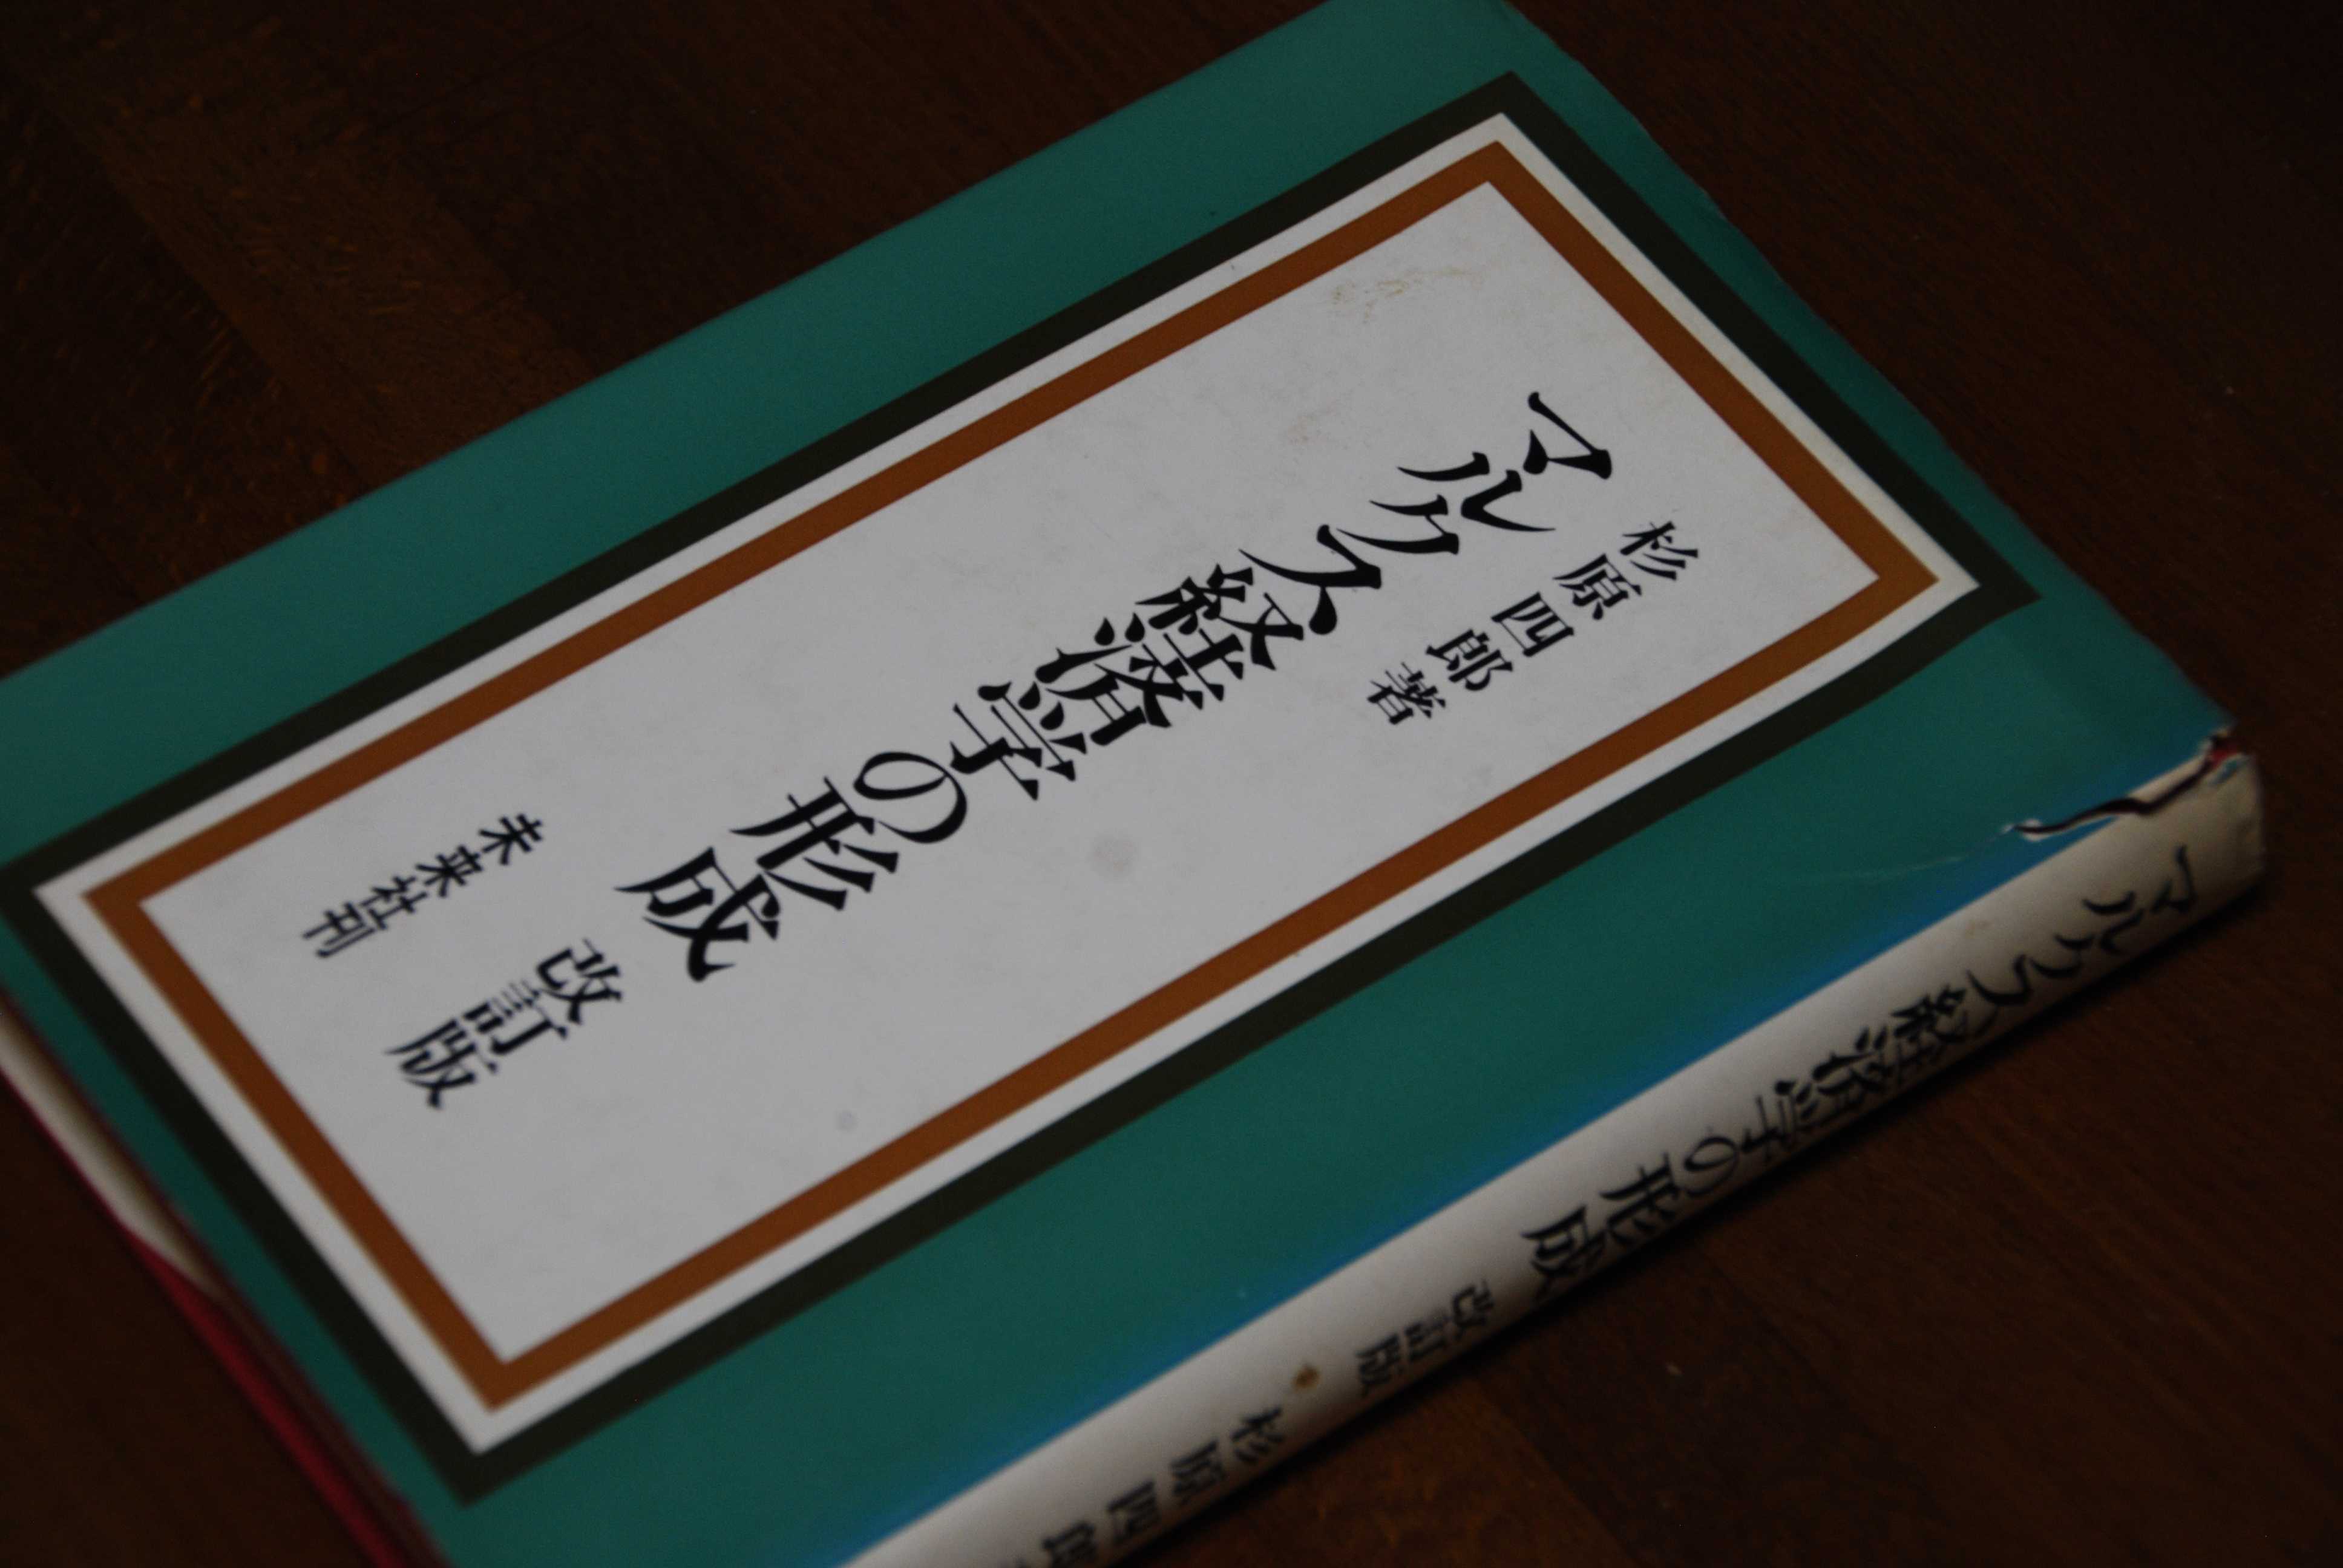 杉原四郎著
マルクス経済学の形成
改訂版
未来社刊
マルクス経済学の形成 改訂版 杉原四郎